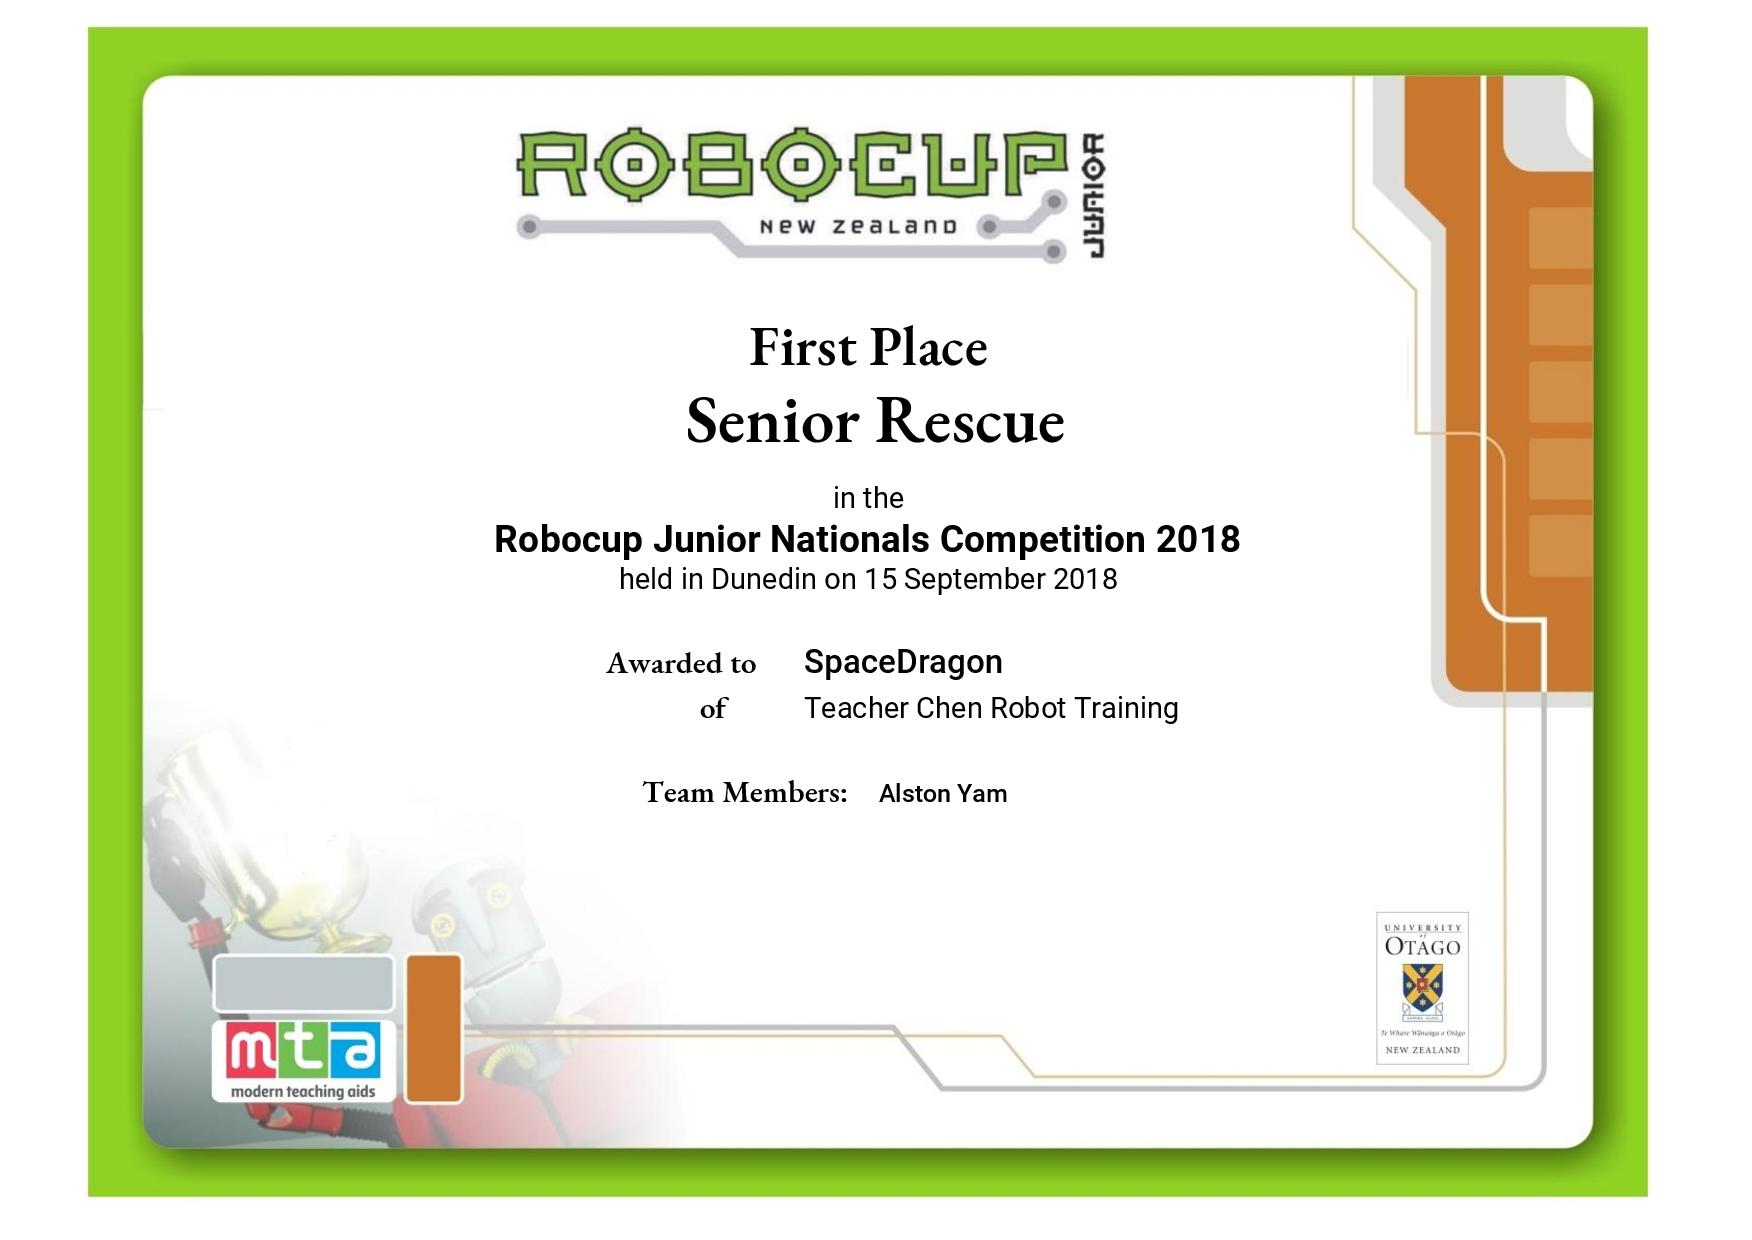 ROBOCUP
JUNIOR
NEW ZEALAND
First Place
Senior Rescue
in the
Robocup Junior Nationals Competition 2018
held in Dunedin on 15 September 2018
Awarded to SpaceDragon
of Teacher Chen Robot Training
Team Members: Alston Yam
UNIVERSITY
of
OTAGO
Te Whare Wānanga o Otāgo
NEW ZEALAND
mta
modern teaching aids